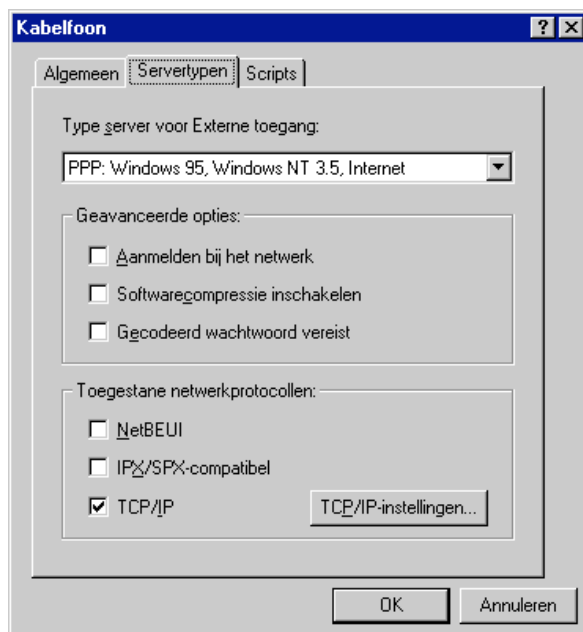 Kabelfoon
Algemeen Servertypen Scripts
Type server voor Externe toegang:
PPP: Windows 95, Windows NT 3.5, Internet
Geavanceerde opties:
Aanmelden bij het netwerk
Softwarecompressie inschakelen
Gecodeerd wachtwoord vereist
Toegestane netwerkprotocollen:
NetBEUI
IPX/SPX-compatibel
TCP/IP TCP/IP-instellingen...
OK Annuleren